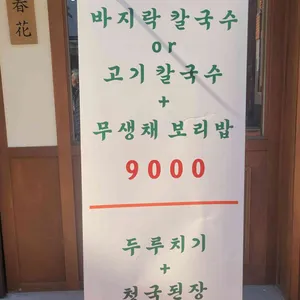 春花
바지락 칼국수
or
고기 칼국수
+
무생채 보리밥
9000
두루치기
+
청국된장